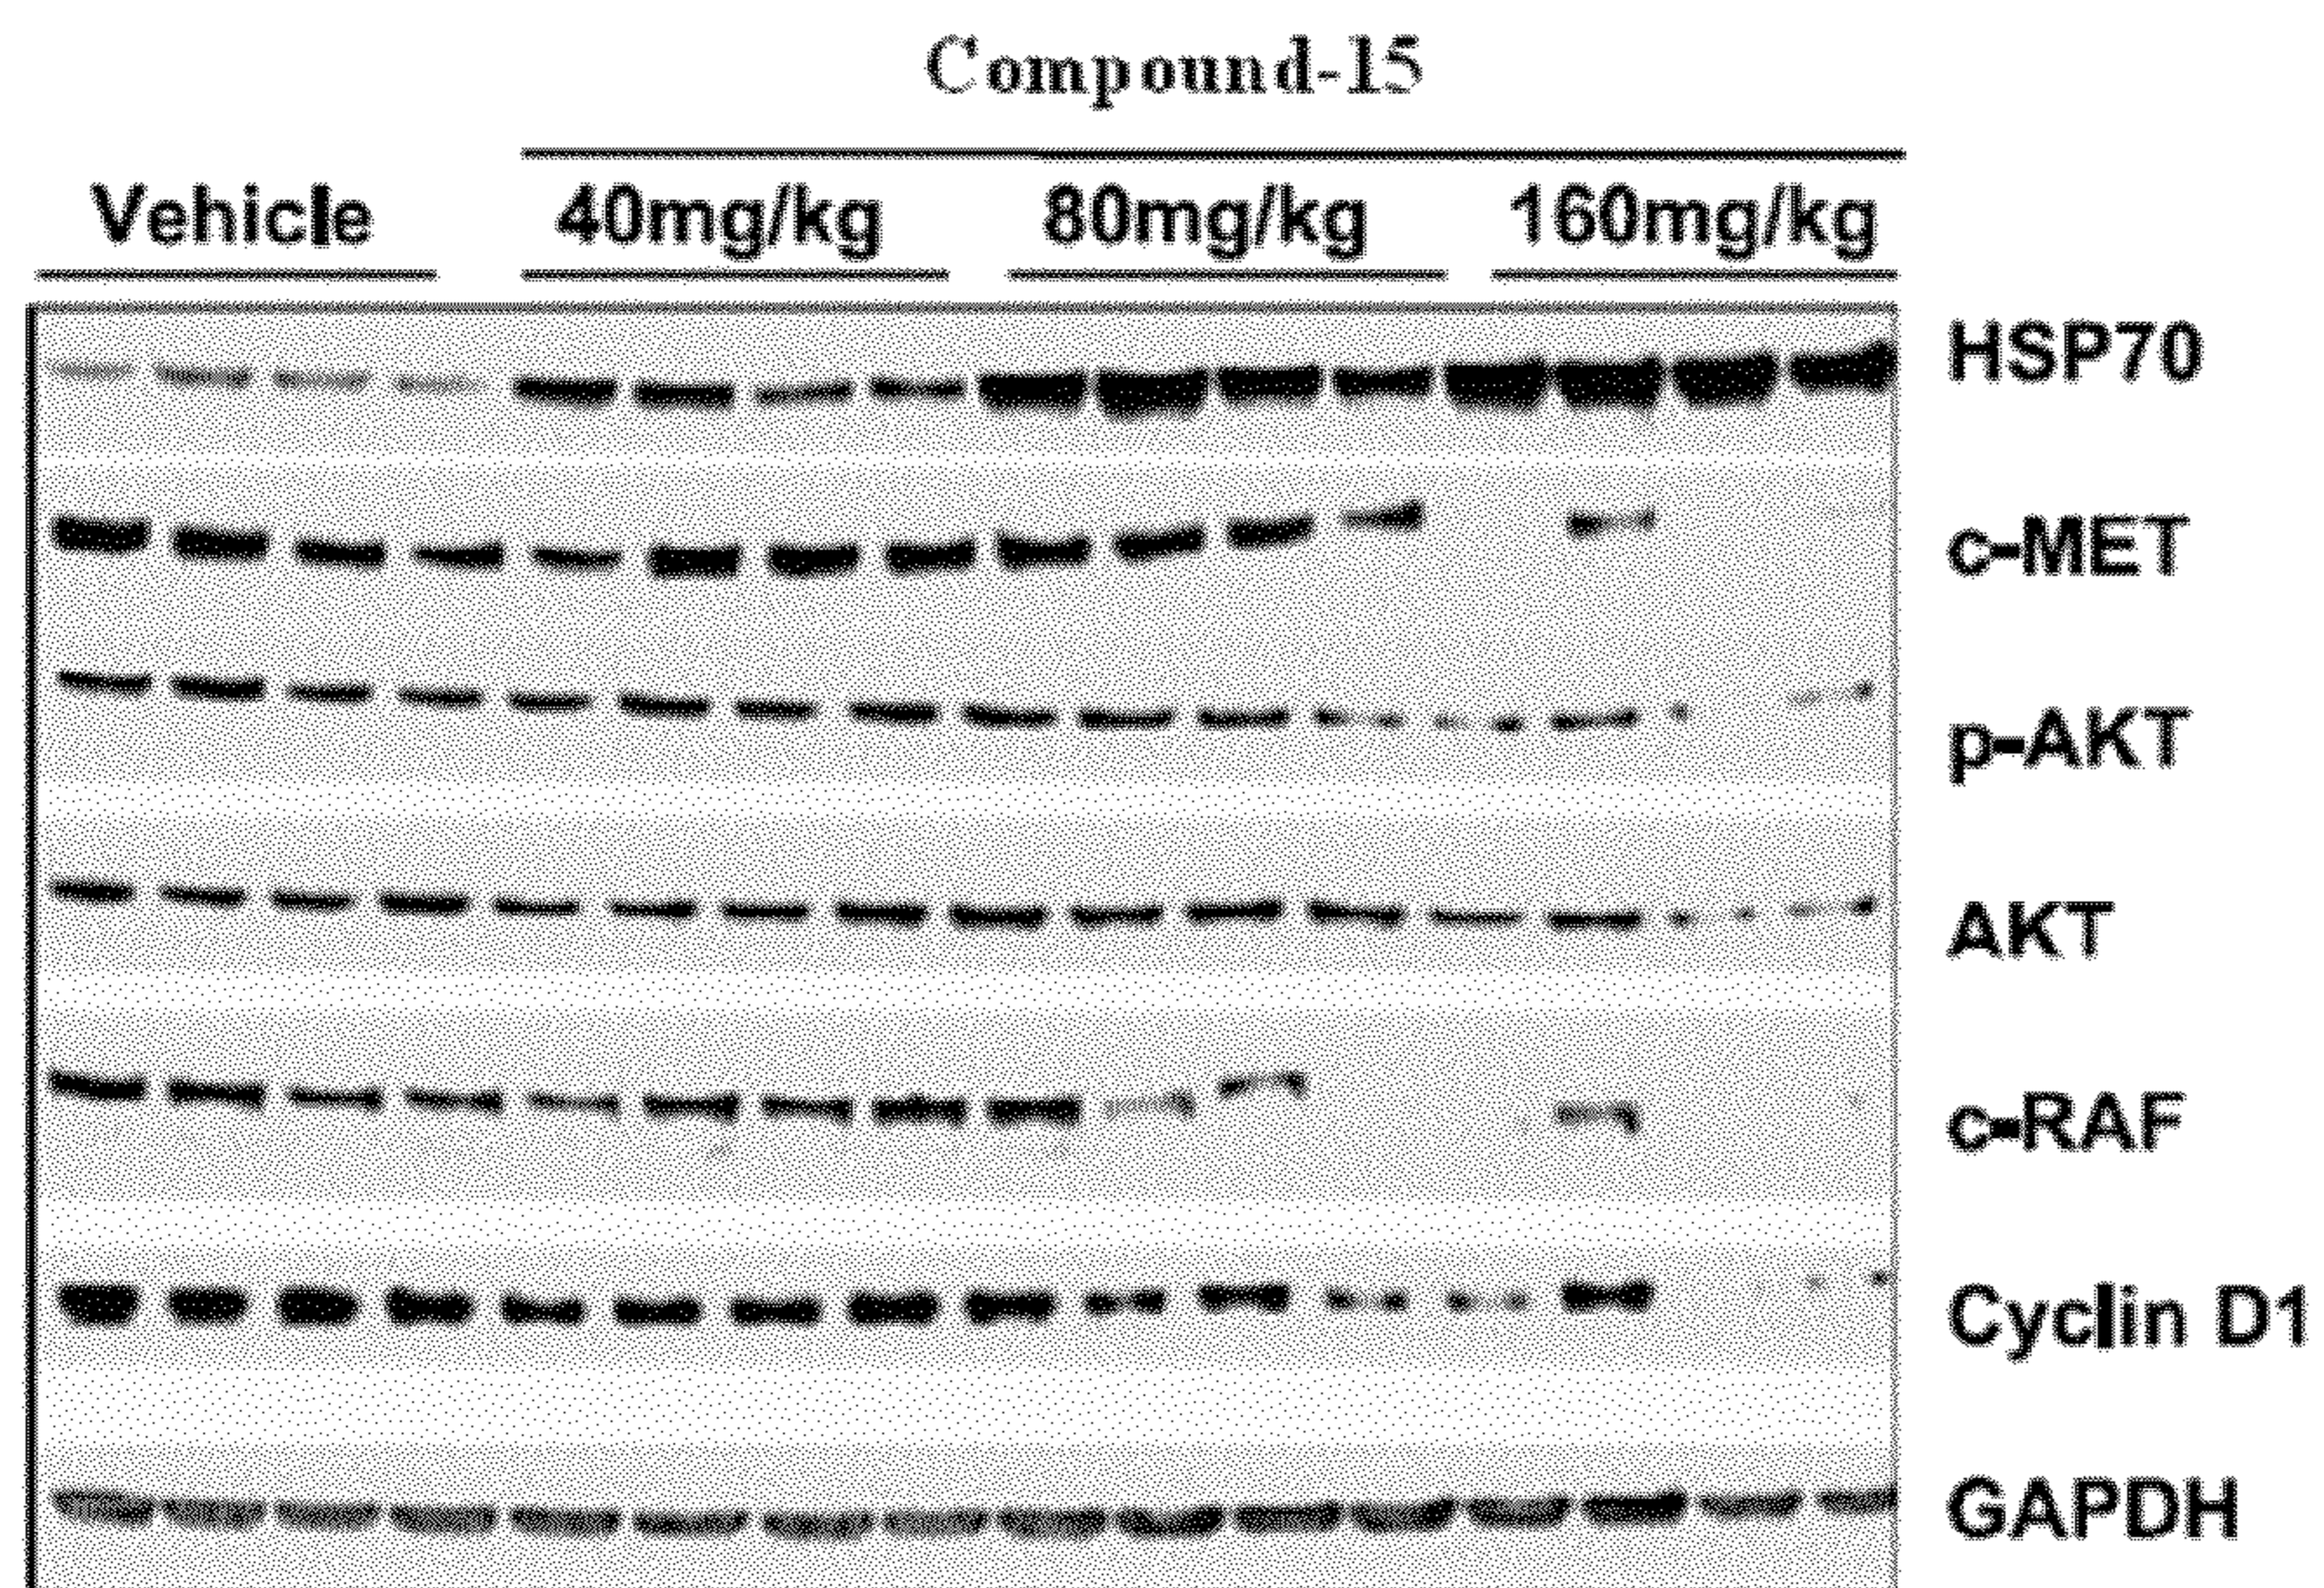 Compound-15
Vehicle 40mg/kg 80mg/kg 160mg/kg
HSP70
c-MET
p-AKT
AKT
c-RAF
Cyclin D1
GAPDH